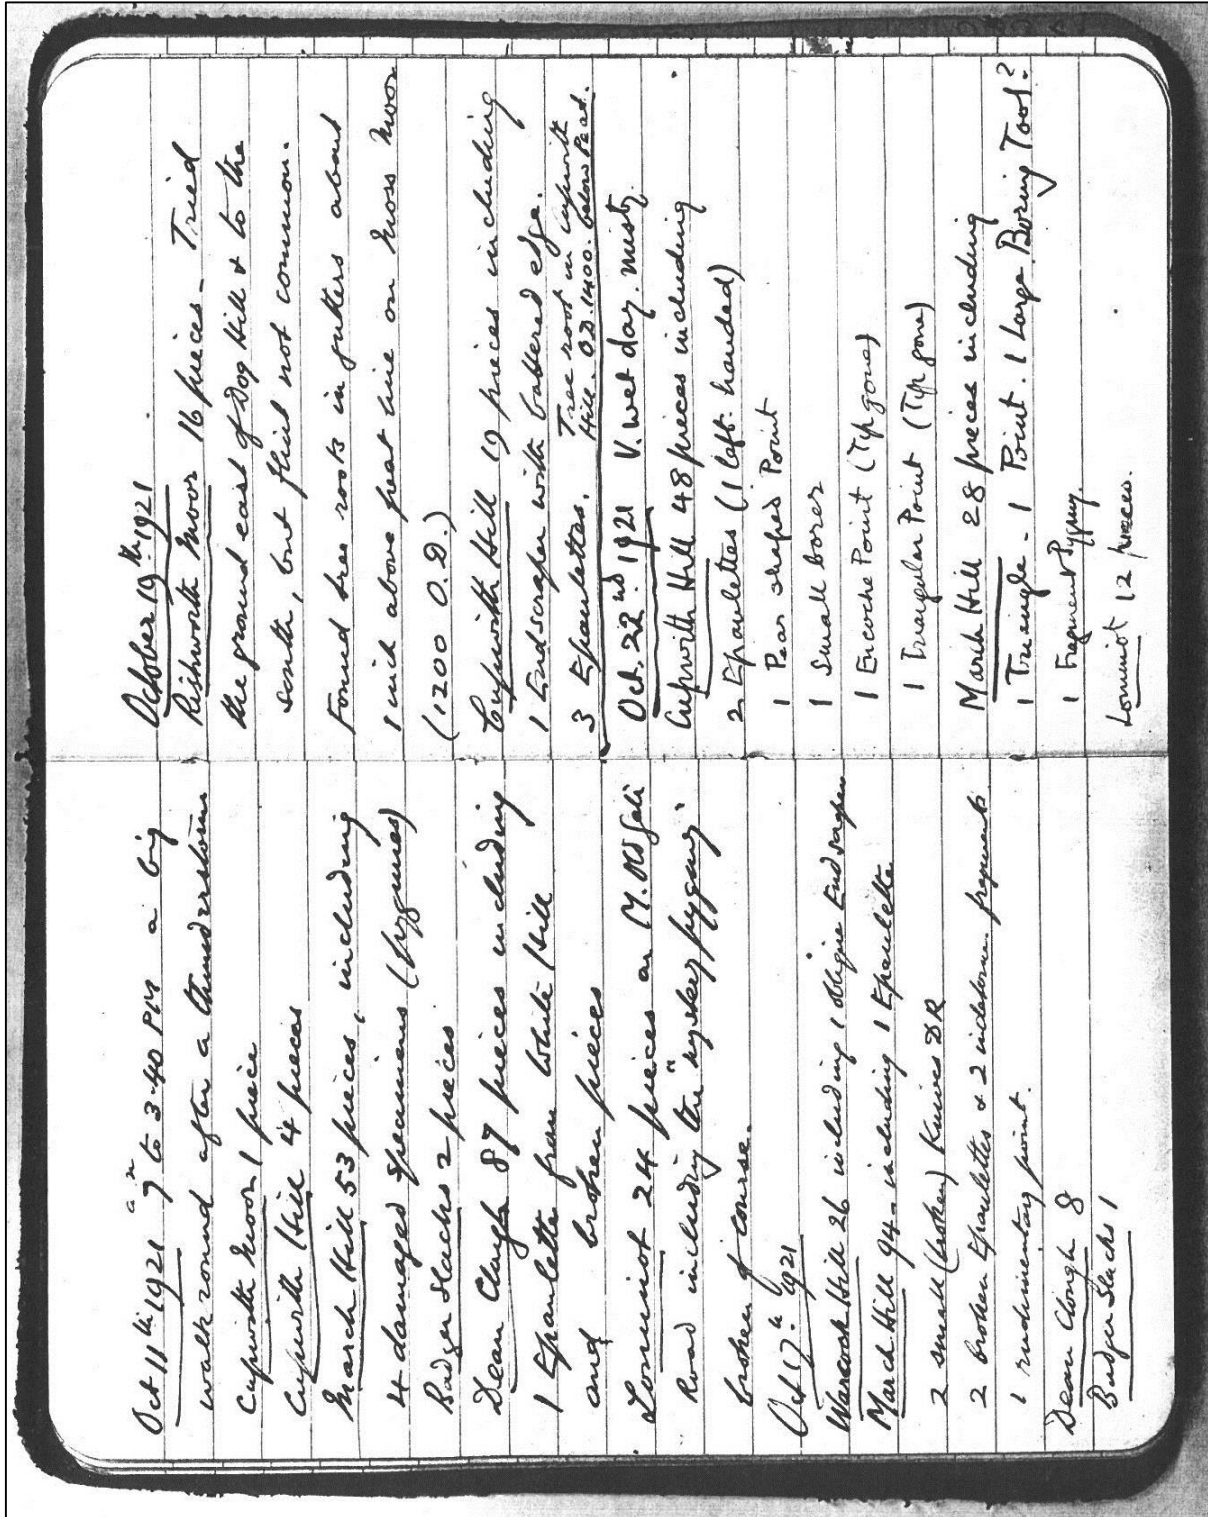 Oct 11th 1921 7 a.m to 3-40 PM a big
walk round after a thunderstorm
Cupwith Moor 1 piece
Cupwith Hill 4 pieces
March Hill 53 pieces, including
4 damaged specimens (pygmies)
Badger Slacks 2 pieces
Dean Clough 87 pieces including
1 Epaulette from White Hill
and broken pieces
Lominot 24 pieces on M. Old Gate
Road including the pygmy.
broken of course.
Oct 17th 1921
Warcock Hill 26 including 1 oblique End scraper
March Hill 94 - including 1 Epaulette
2 small (broken) Knives DR
2 broken Epaulettes & 2 indeterm. fragments
1 rudimentary point.
Dean Clough 8
Badger Slacks 1
October 19th 1921
Rishworth Moor 16 pieces - Tried
the ground east of Dog Hill & to the
south, but flint not common.
Found tree roots in gutters about
1 inch above peat line on Moss Moor
(1200 O.D.)
Cupwith Hill 19 pieces including
1 Endscraper with battered edge.
3 Epaulettes. Tree root in Cupwith
Hill. O.D. 1400. below Peat.
Oct. 22nd 1921 V. wet day. misty.
Cupwith Hill 48 pieces including
2 Epaulettes (1 left handed)
1 Pear shaped Point
1 Small borer
1 Encoche Point (Tip gone)
1 Triangular Point (Tip gone)
March Hill 28 pieces including
1 Triangle. 1 Point. 1 Large Boring Tool?
1 Fragment Pygmy.
Lominot 12 pieces.